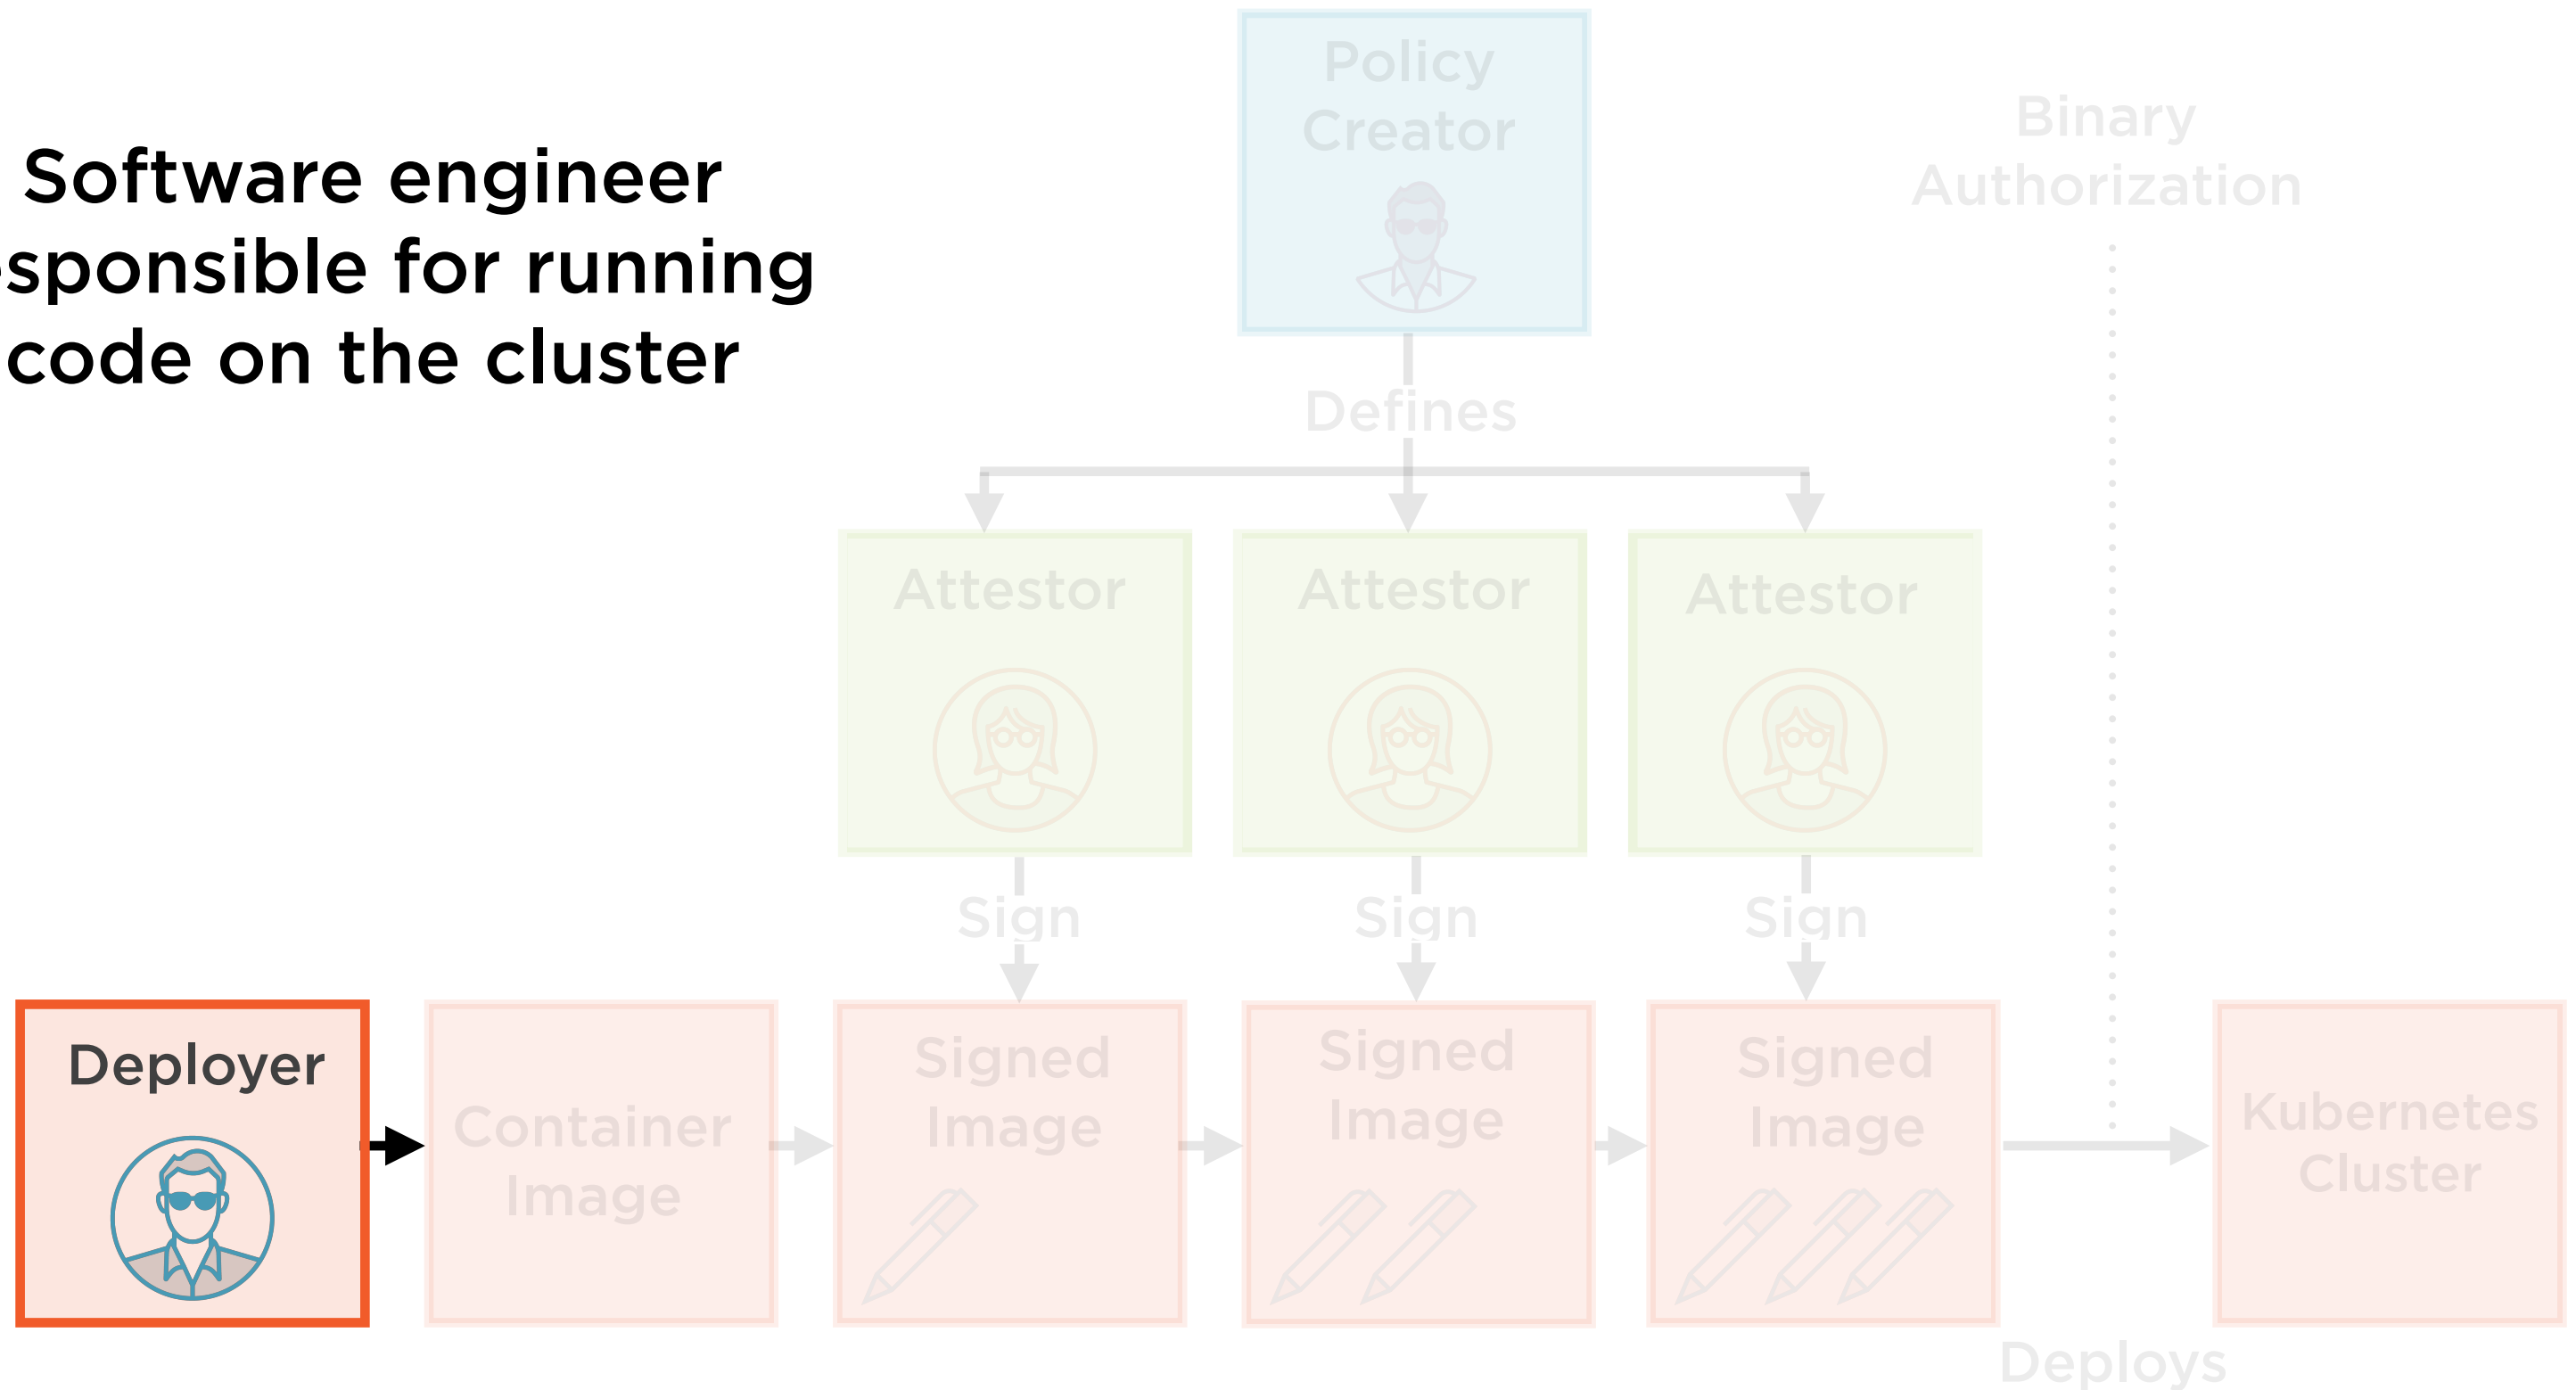 Software engineer
sponsible for running
code on the cluster
Policy
Creator
Binary
Authorization
Defines
Attestor
Attestor
Attestor
Sign
Sign
Sign
Deployer
Container
Image
Signed
Image
Signed
Image
Signed
Image
Kubernetes
Cluster
Deploys